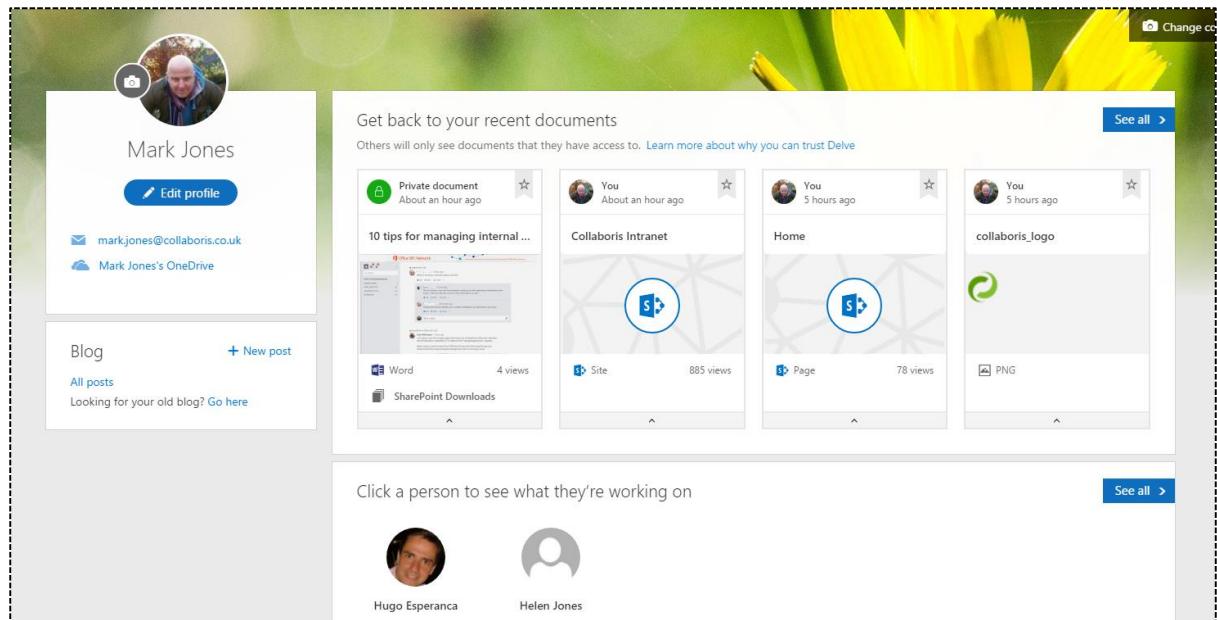 Change cc
Mark Jones
Edit profile
mark.jones@collaboris.co.uk
Mark Jones's OneDrive
Blog
+ New post
All posts
Looking for your old blog? Go here
Get back to your recent documents
See all >
Others will only see documents that they have access to. Learn more about why you can trust Delve
Private document
About an hour ago
10 tips for managing internal ...
Word
4 views
SharePoint Downloads
You
About an hour ago
Collaboris Intranet
S
Site
885 views
You
5 hours ago
Home
S
Page
78 views
You
5 hours ago
collaboris_logo
PNG
Click a person to see what they're working on
See all >
Hugo Esperanca
Helen Jones